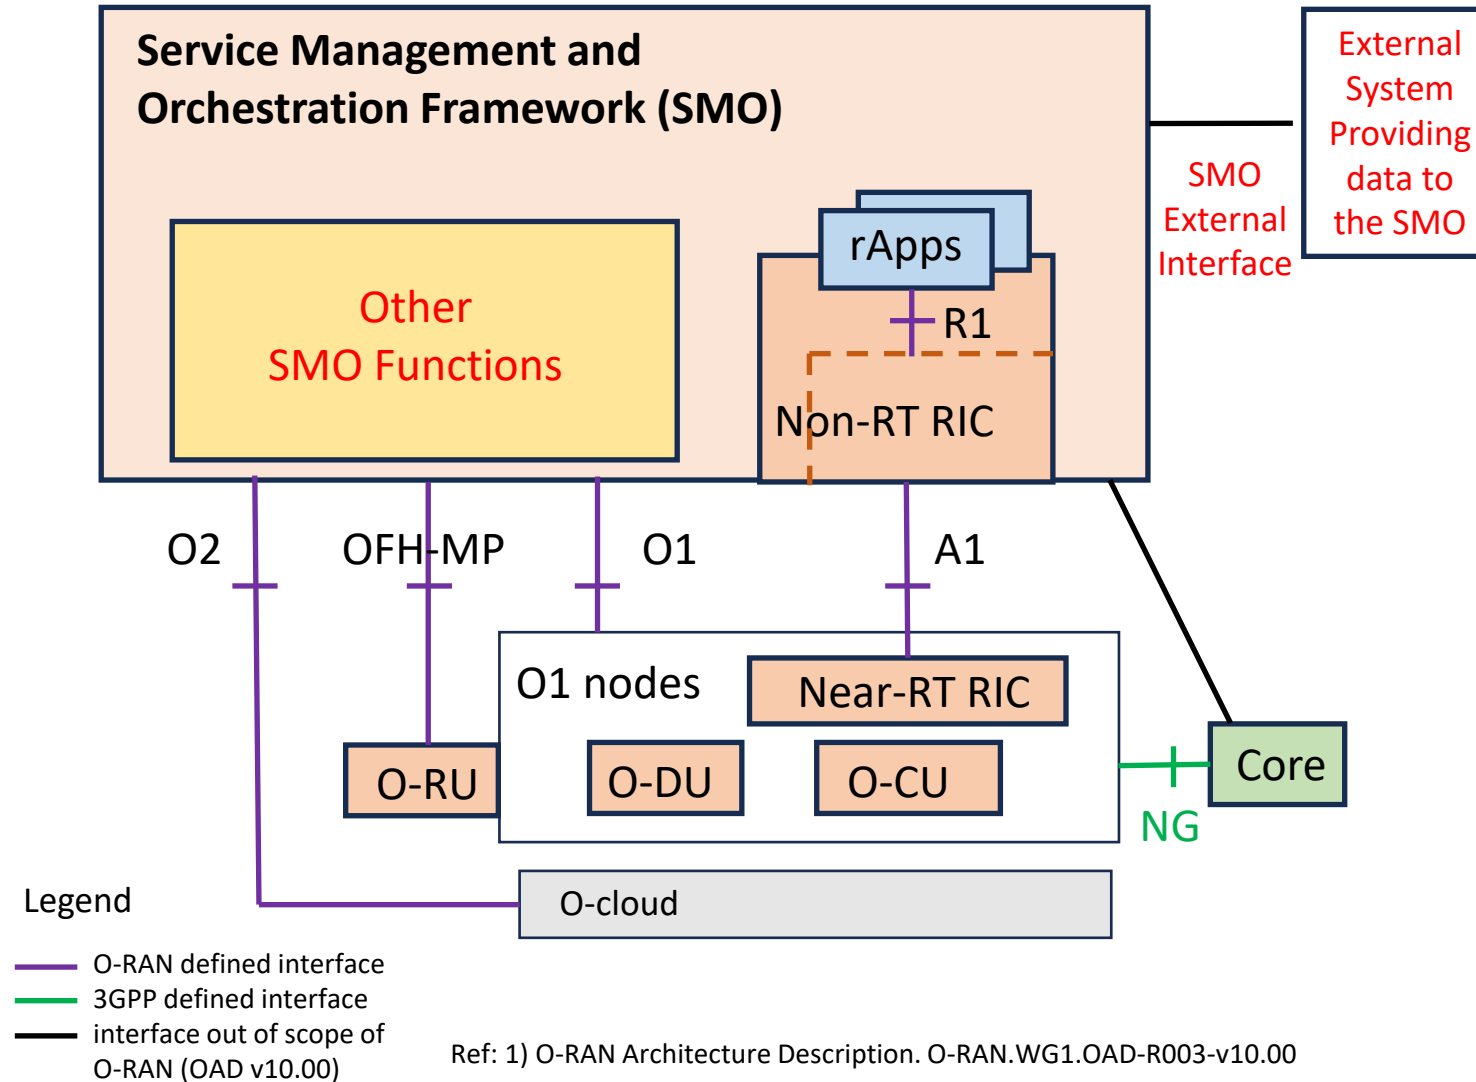 Service Management and
Orchestration Framework (SMO)
External
System
Providing
data to
the SMO
SMO
External
Interface
rApps
R1
Other
SMO Functions
Non-RT RIC
O2
OFH-MP
O1
A1
O1 nodes
Near-RT RIC
O-RU
O-DU
O-CU
Core
NG
O-cloud
Legend
O-RAN defined interface
3GPP defined interface
interface out of scope of
O-RAN (OAD v10.00)
Ref: 1) O-RAN Architecture Description. O-RAN.WG1.OAD-R003-v10.00